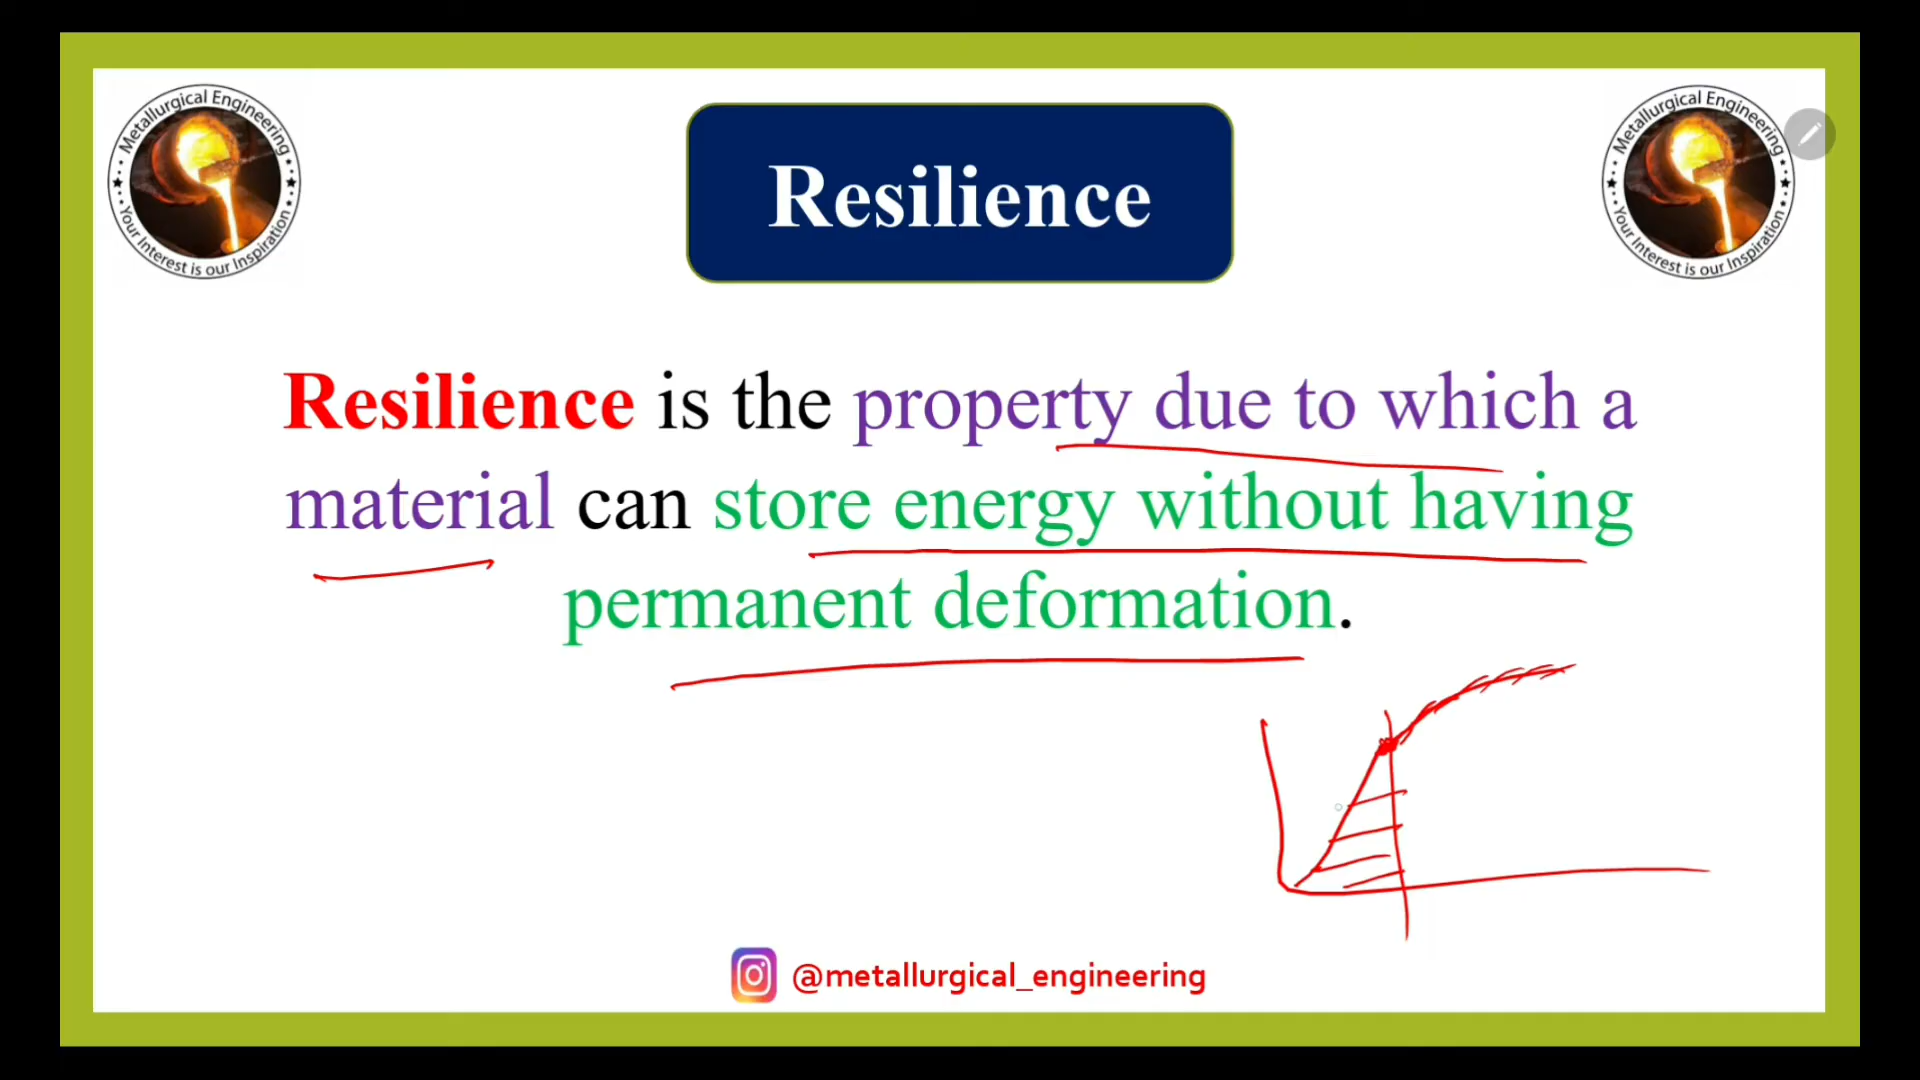 Metallurgical Engineering
Your Interest is our Inspiration
Resilience
Metallurgical Engineering
Your Interest is our Inspiration
Resilience is the property due to which a
material can store energy without having
permanent deformation.
@metallurgical_engineering